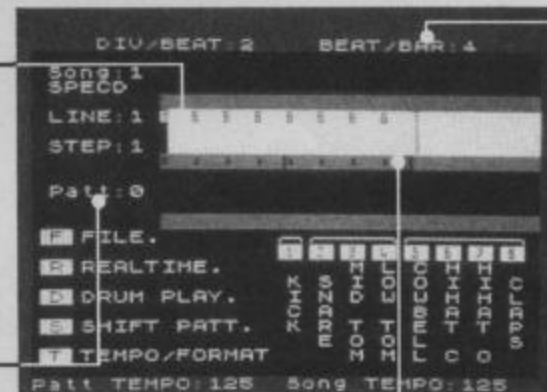 DIV/BEAT:2 BEAT/BAR:4
Song:1
SPECD
LINE:1
STEP:1
Patt:0
F FILE.
R REALTIME.
D DRUM PLAY.
S SHIFT PATT.
T TEMPO/FORMAT
1 2 3 4 5 6 7 8
KICK
SNARE
MID TOM
LOW TOM
COWBELL
HIHAT C
HIHAT O
CLAPS
Patt TEMPO:125 Song TEMPO:125